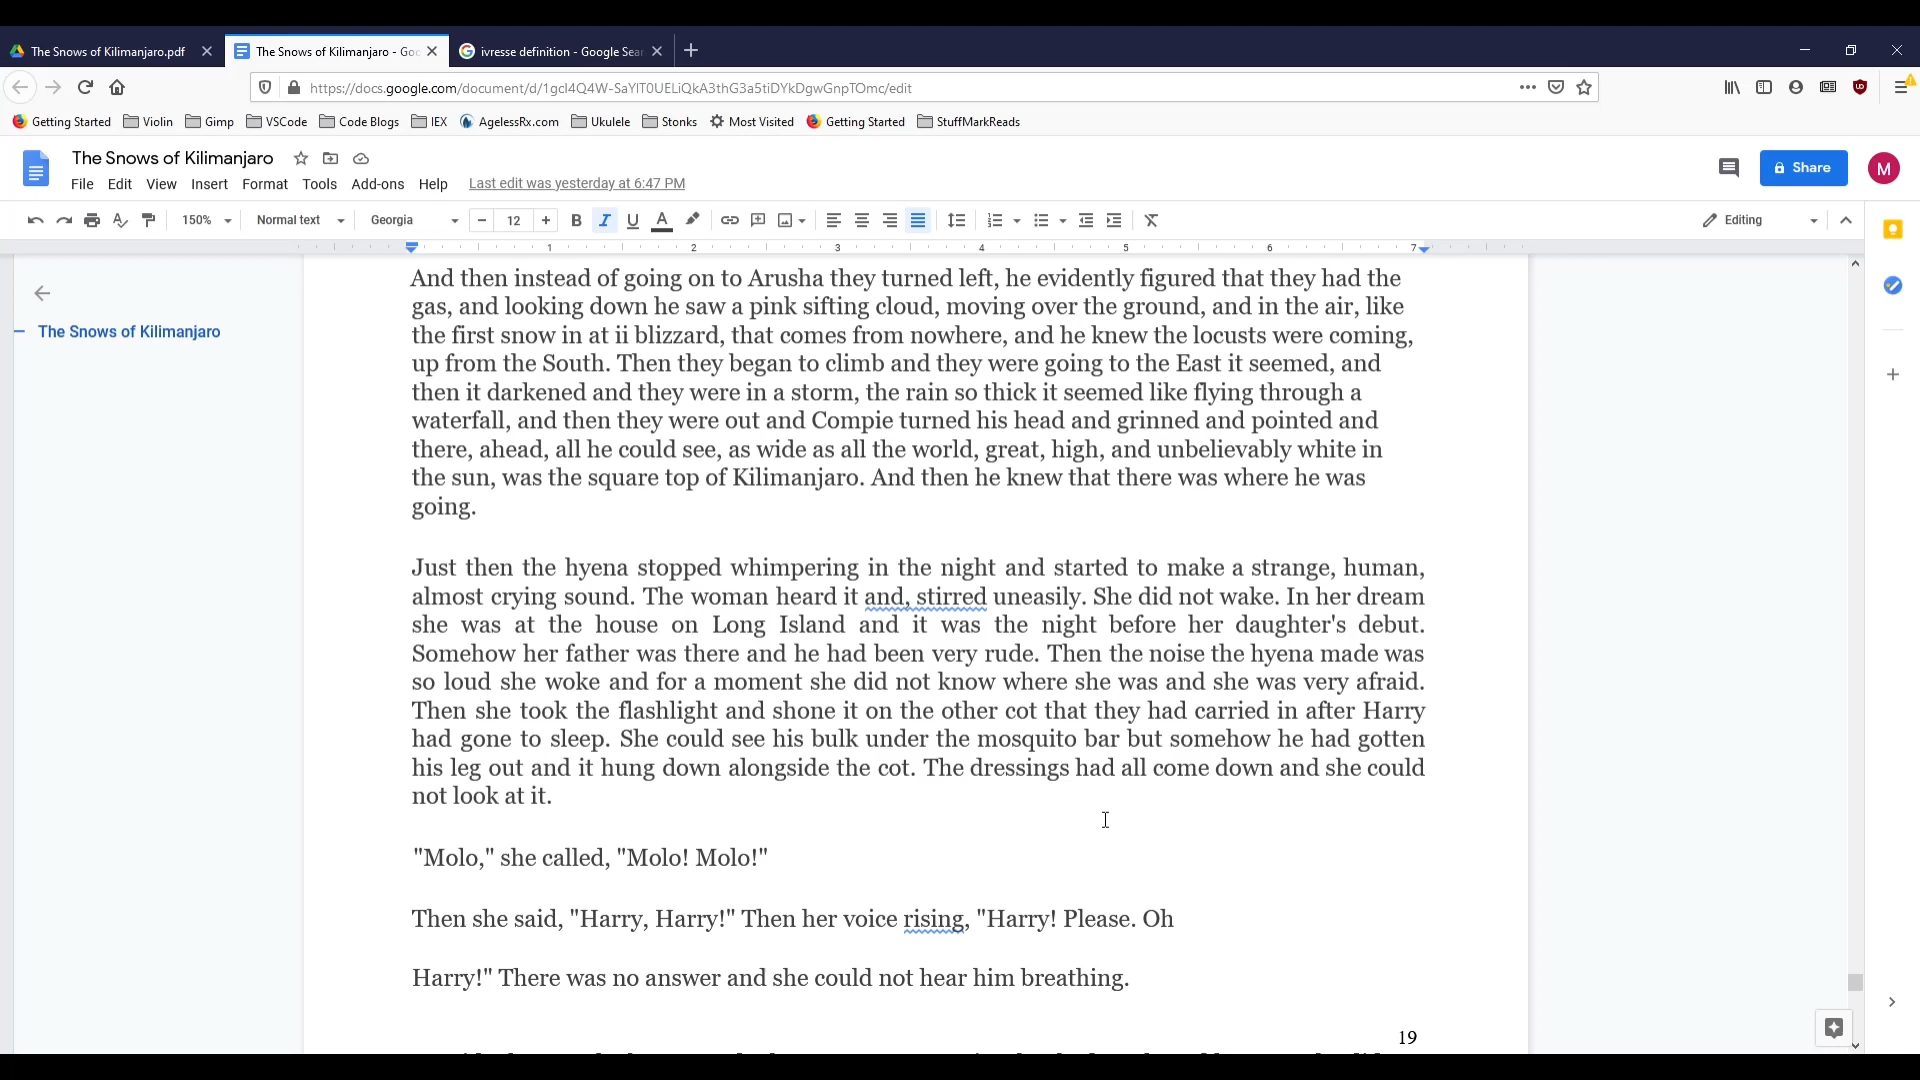 The Snows of Kilimanjaro.pdf
The Snows of Kilimanjaro - Goo
ivresse definition - Google Sear
https://docs.google.com/document/d/1gcl4Q4W-SaYlT0UELiQkA3thG3a5tiDYkDgwGnpTOmc/edit
Getting Started Violin Gimp VSCode Code Blogs IEX AgelessRx.com Ukulele Stonks Most Visited Getting Started StuffMarkReads
The Snows of Kilimanjaro
Share
M
File Edit View Insert Format Tools Add-ons Help Last edit was yesterday at 6:47 PM
150% Normal text Georgia 12 B I U A Editing
1 2 3 4 5 6 7
The Snows of Kilimanjaro
And then instead of going on to Arusha they turned left, he evidently figured that they had the
gas, and looking down he saw a pink sifting cloud, moving over the ground, and in the air, like
the first snow in at ii blizzard, that comes from nowhere, and he knew the locusts were coming,
up from the South. Then they began to climb and they were going to the East it seemed, and
then it darkened and they were in a storm, the rain so thick it seemed like flying through a
waterfall, and then they were out and Compie turned his head and grinned and pointed and
there, ahead, all he could see, as wide as all the world, great, high, and unbelievably white in
the sun, was the square top of Kilimanjaro. And then he knew that there was where he was
going.
Just then the hyena stopped whimpering in the night and started to make a strange, human,
almost crying sound. The woman heard it and, stirred uneasily. She did not wake. In her dream
she was at the house on Long Island and it was the night before her daughter's debut.
Somehow her father was there and he had been very rude. Then the noise the hyena made was
so loud she woke and for a moment she did not know where she was and she was very afraid.
Then she took the flashlight and shone it on the other cot that they had carried in after Harry
had gone to sleep. She could see his bulk under the mosquito bar but somehow he had gotten
his leg out and it hung down alongside the cot. The dressings had all come down and she could
not look at it.
"Molo," she called, "Molo! Molo!"
Then she said, "Harry, Harry!" Then her voice rising, "Harry! Please. Oh
Harry!" There was no answer and she could not hear him breathing.
19